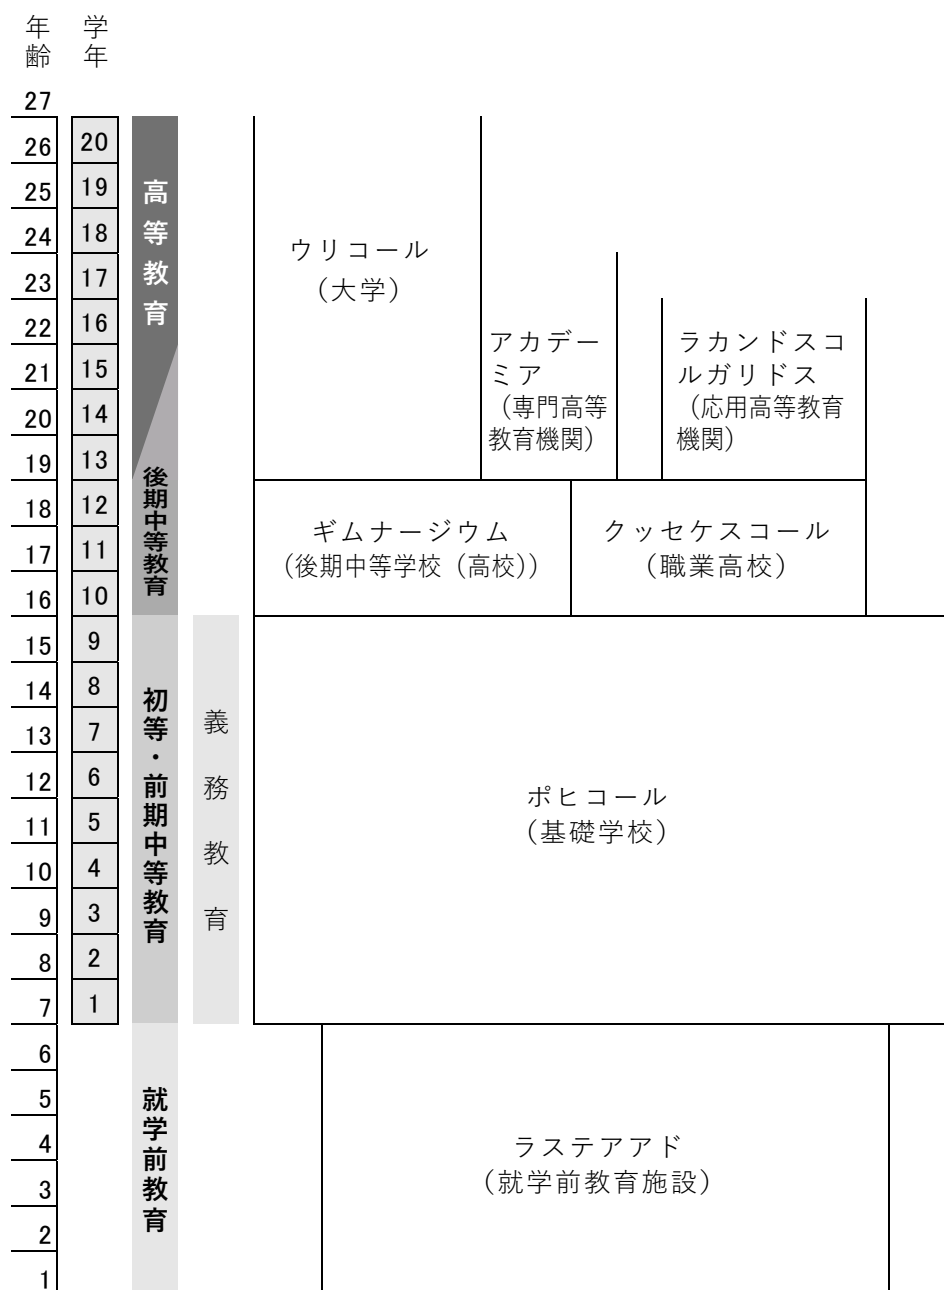 年齢
学年
27
26
25
24
23
22
21
20
19
18
17
16
15
14
13
12
11
10
9
8
7
6
5
4
3
2
1
20
19
18
17
16
15
14
13
12
11
10
9
8
7
6
5
4
3
2
1
高等教育
後期中等教育
初等・前期中等教育
就学前教育
義務教育
ウリコール
（大学）
アカデー
ミア
（専門高等
教育機関）
ラカンドスコ
ルガリドス
（応用高等教育
機関）
ギムナージウム
（後期中等学校（高校））
クッセケスコール
（職業高校）
ポヒコール
（基礎学校）
ラステアアド
（就学前教育施設）